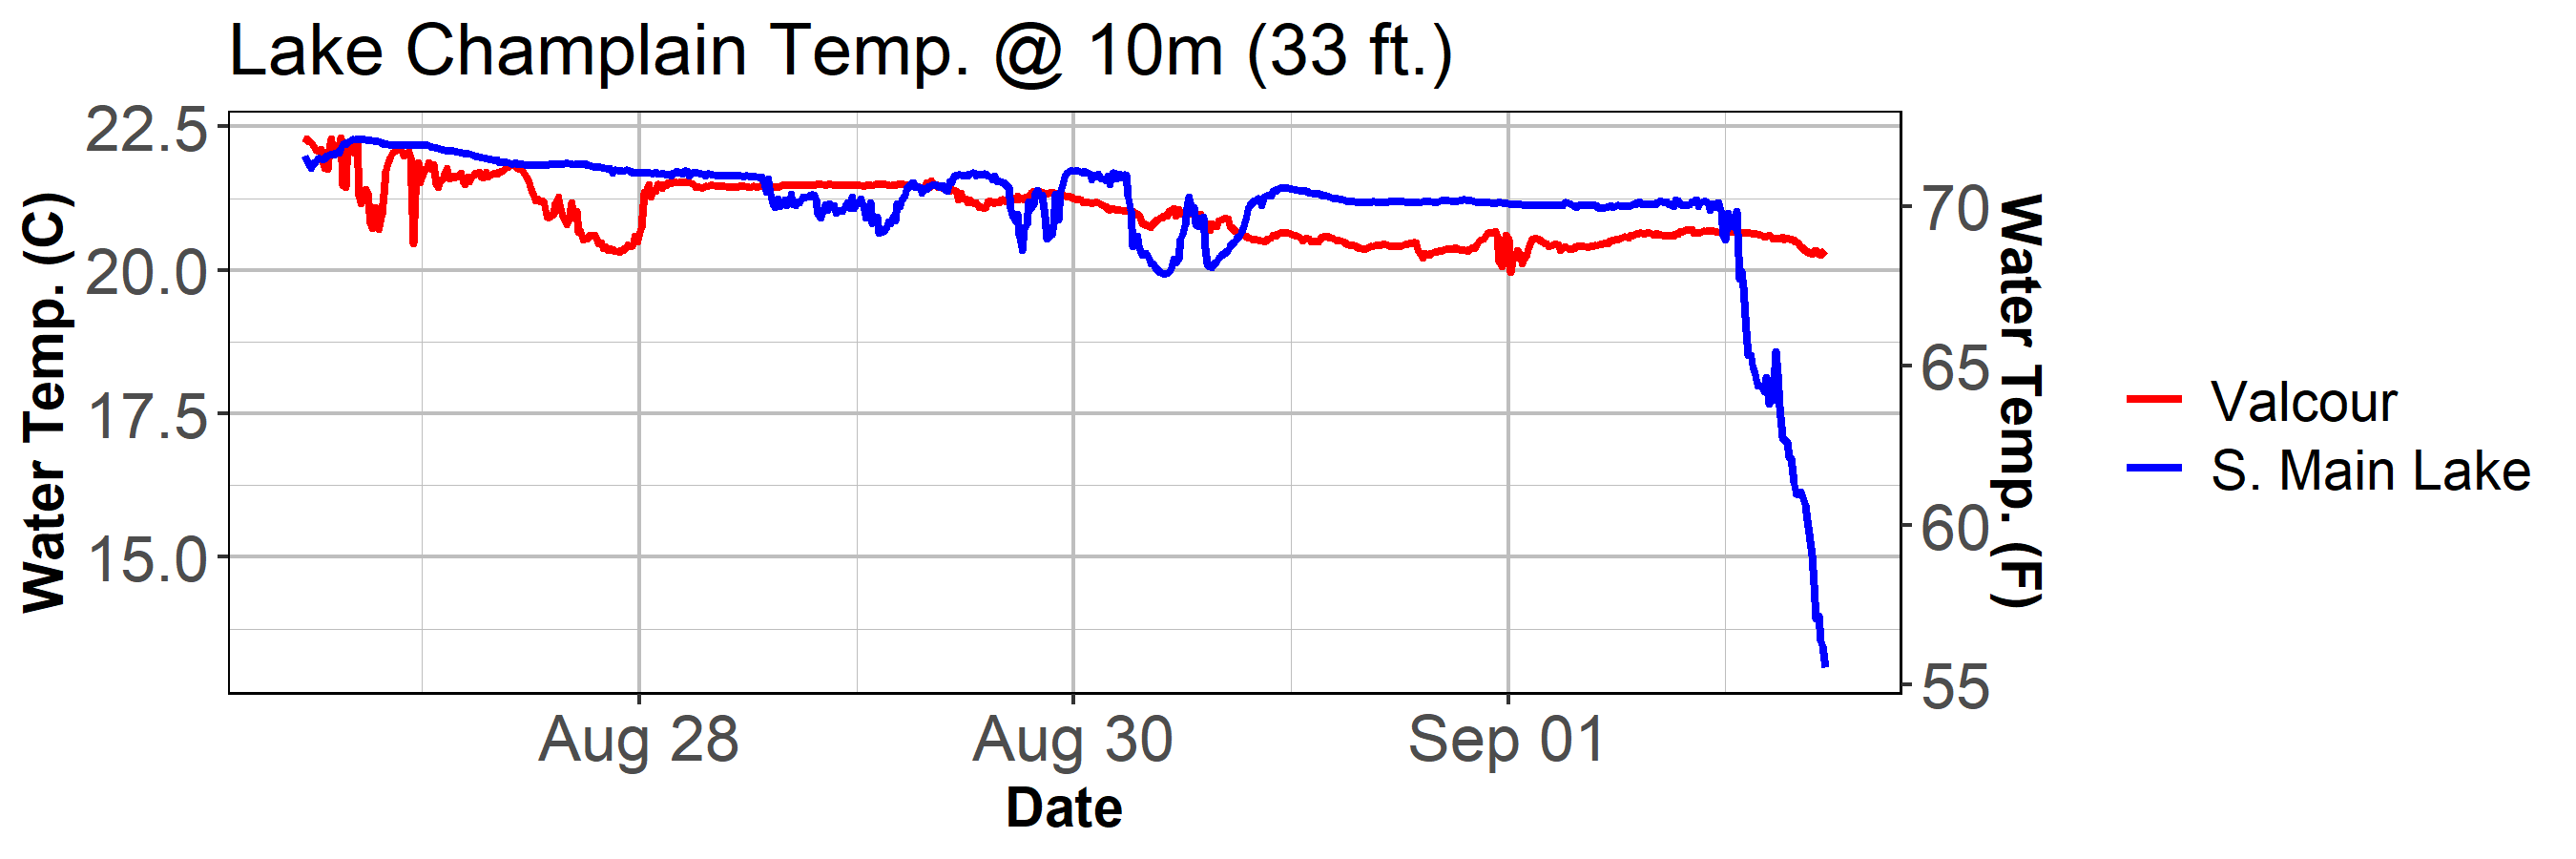 Lake Champlain Temp. @ 10m (33 ft.)
Water Temp. (C)
22.5
20.0
17.5
15.0
70
65
60
55
Water Temp. (F)
Aug 28
Aug 30
Sep 01
Date
Valcour
S. Main Lake